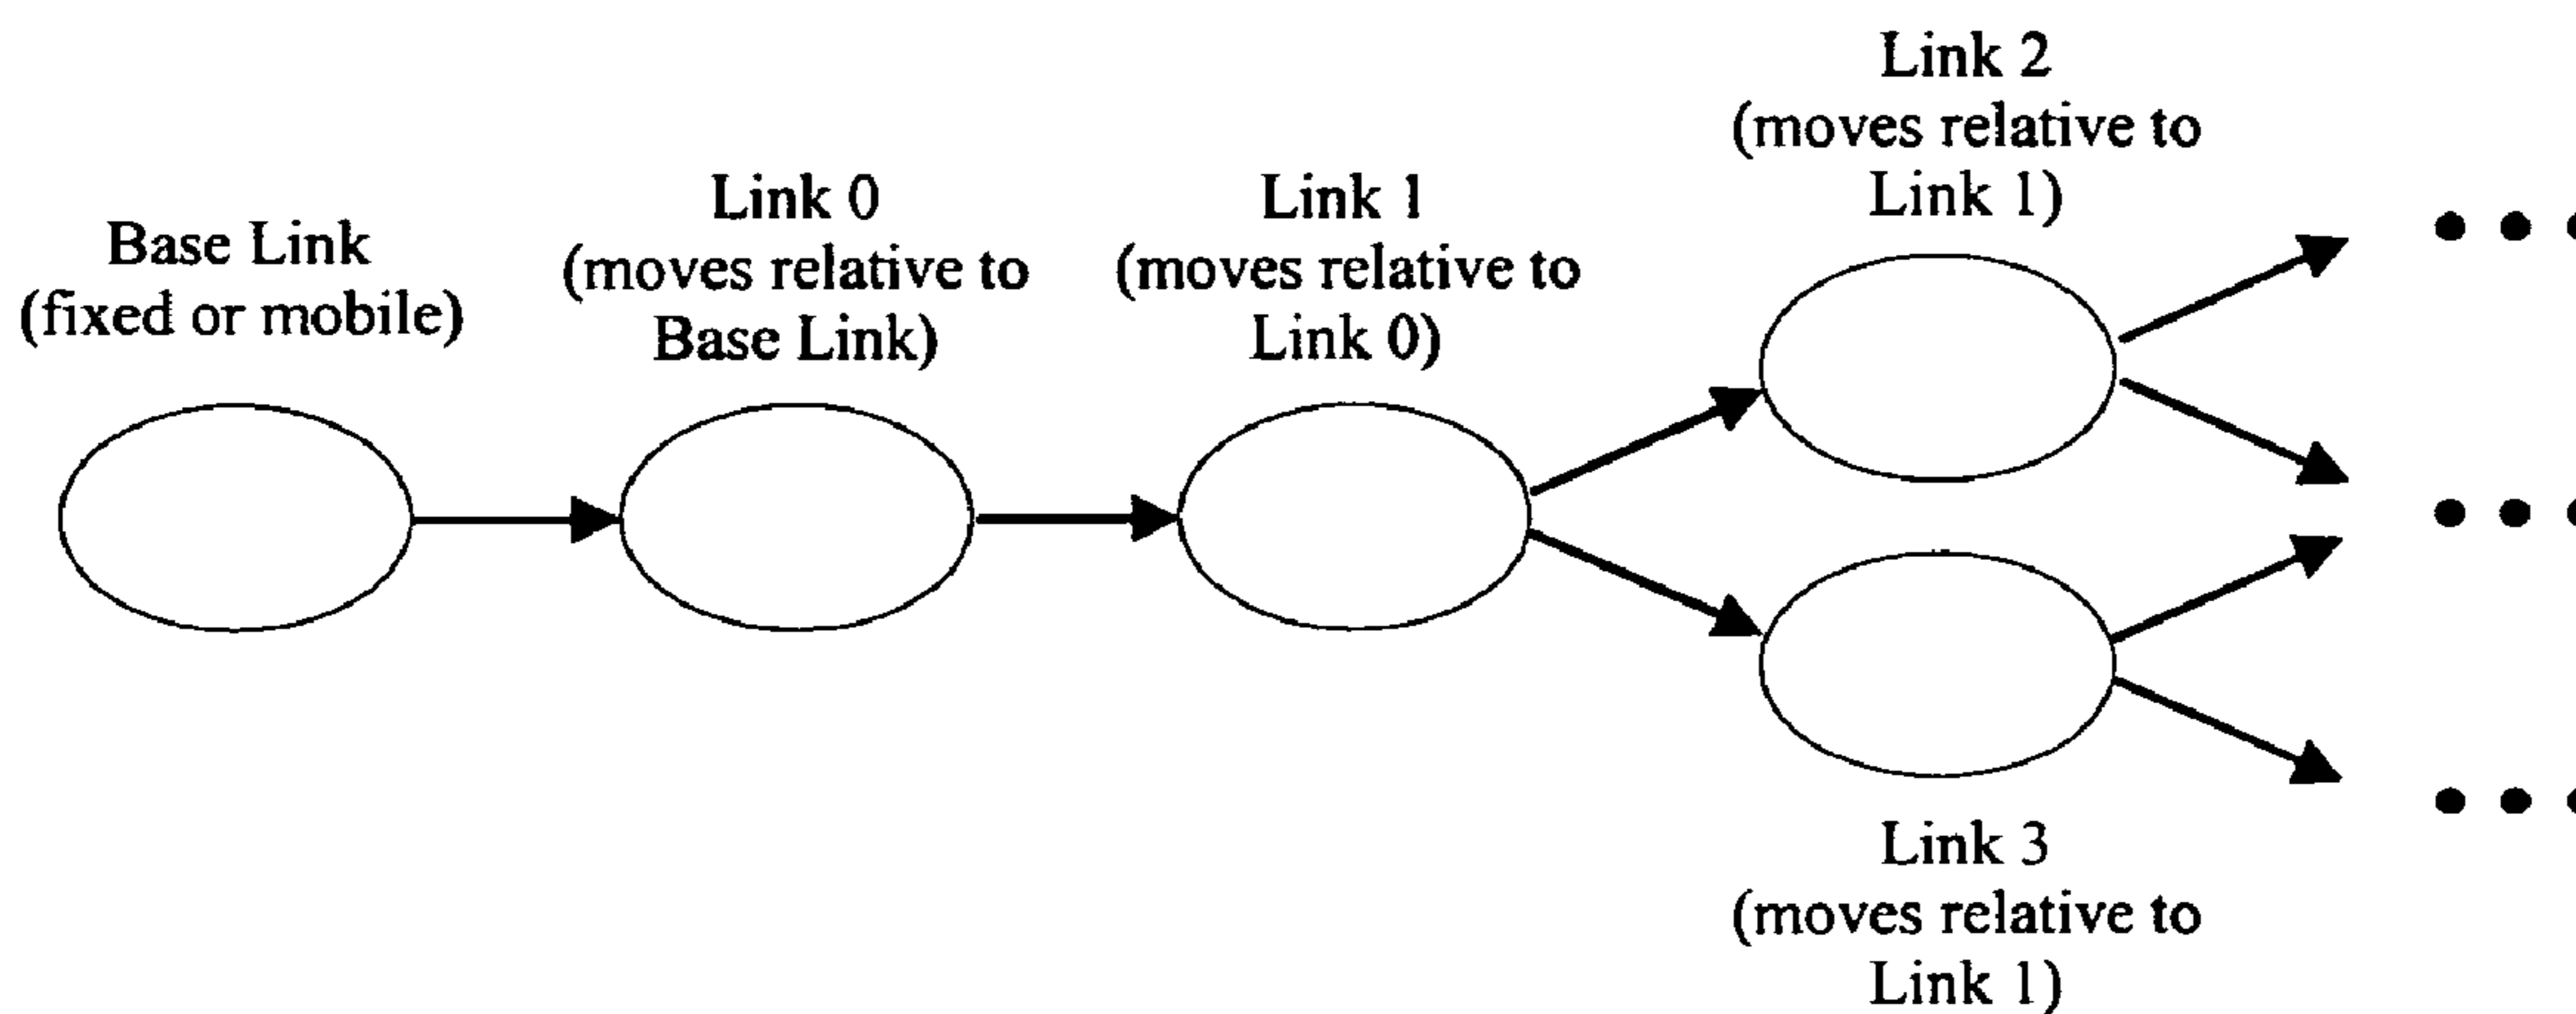 Base Link
(fixed or mobile)
Link 0
(moves relative to
Base Link)
Link 1
(moves relative to
Link 0)
Link 2
(moves relative to
Link 1)
Link 3
(moves relative to
Link 1)